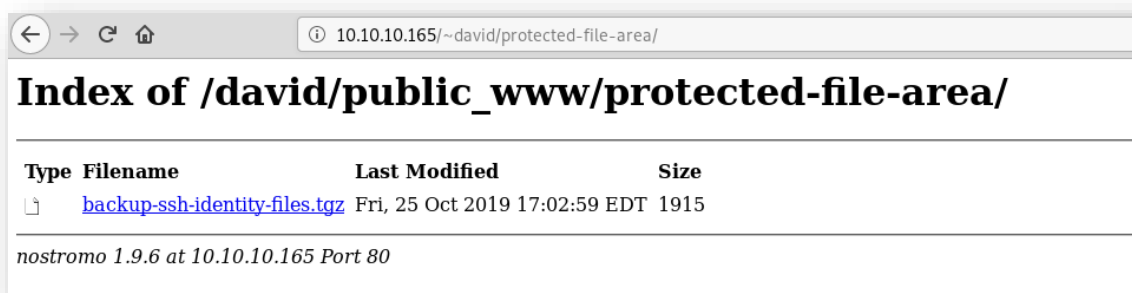 10.10.10.165/~david/protected-file-area/
Index of /david/public_www/protected-file-area/
Type Filename Last Modified Size
backup-ssh-identity-files.tgz Fri, 25 Oct 2019 17:02:59 EDT 1915
nostromo 1.9.6 at 10.10.10.165 Port 80